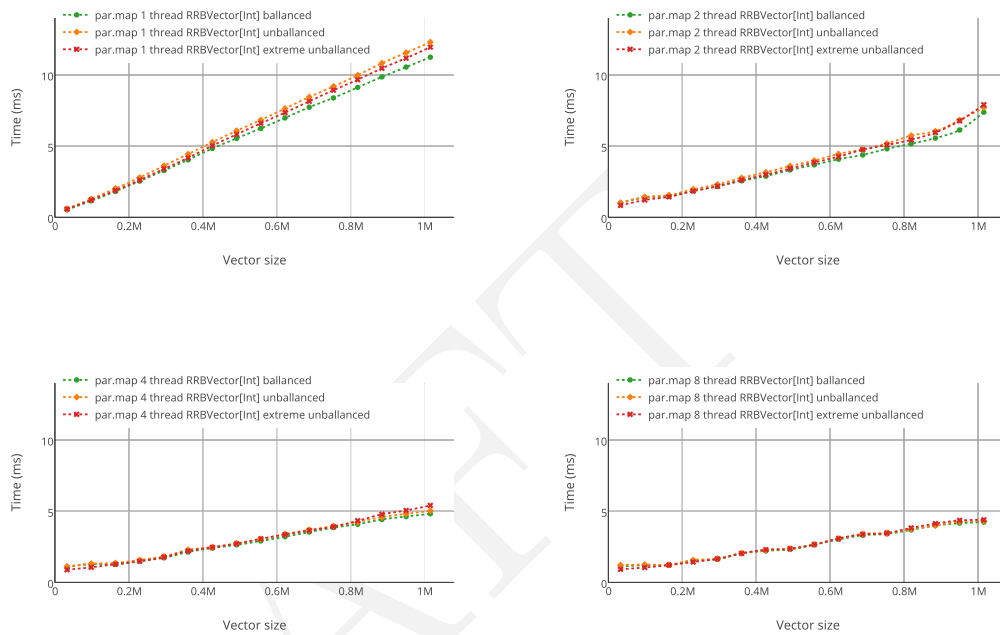 par.map 1 thread RRBVector[Int] ballanced
par.map 1 thread RRBVector[Int] unballanced
par.map 1 thread RRBVector[Int] extreme unballanced
10
5
0
Time (ms)
0 0.2M 0.4M 0.6M 0.8M 1M
Vector size
par.map 2 thread RRBVector[Int] ballanced
par.map 2 thread RRBVector[Int] unballanced
par.map 2 thread RRBVector[Int] extreme unballanced
10
5
0
Time (ms)
0 0.2M 0.4M 0.6M 0.8M 1M
Vector size
par.map 4 thread RRBVector[Int] ballanced
par.map 4 thread RRBVector[Int] unballanced
par.map 4 thread RRBVector[Int] extreme unballanced
10
5
0
Time (ms)
0 0.2M 0.4M 0.6M 0.8M 1M
Vector size
par.map 8 thread RRBVector[Int] ballanced
par.map 8 thread RRBVector[Int] unballanced
par.map 8 thread RRBVector[Int] extreme unballanced
10
5
0
Time (ms)
0 0.2M 0.4M 0.6M 0.8M 1M
Vector size
AFT